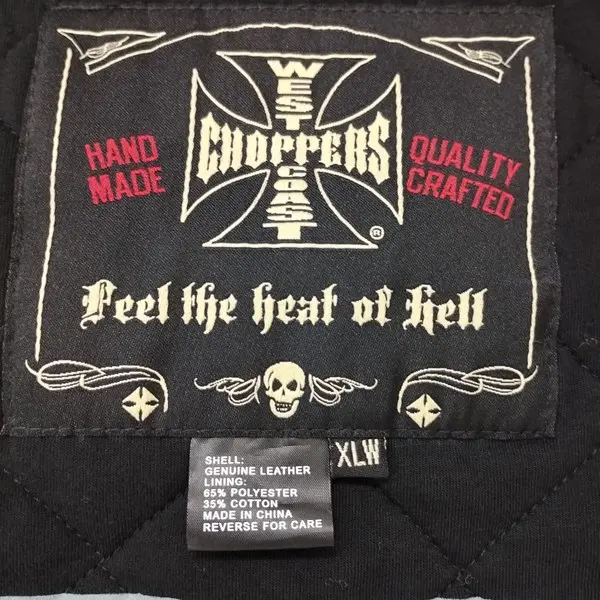 WEST
CHOPPERS
COAST
®
HAND
MADE
QUALITY
CRAFTED
Feel the heat of hell
XLW
SHELL:
GENUINE LEATHER
LINING:
65% POLYESTER
35% COTTON
MADE IN CHINA
REVERSE FOR CARE